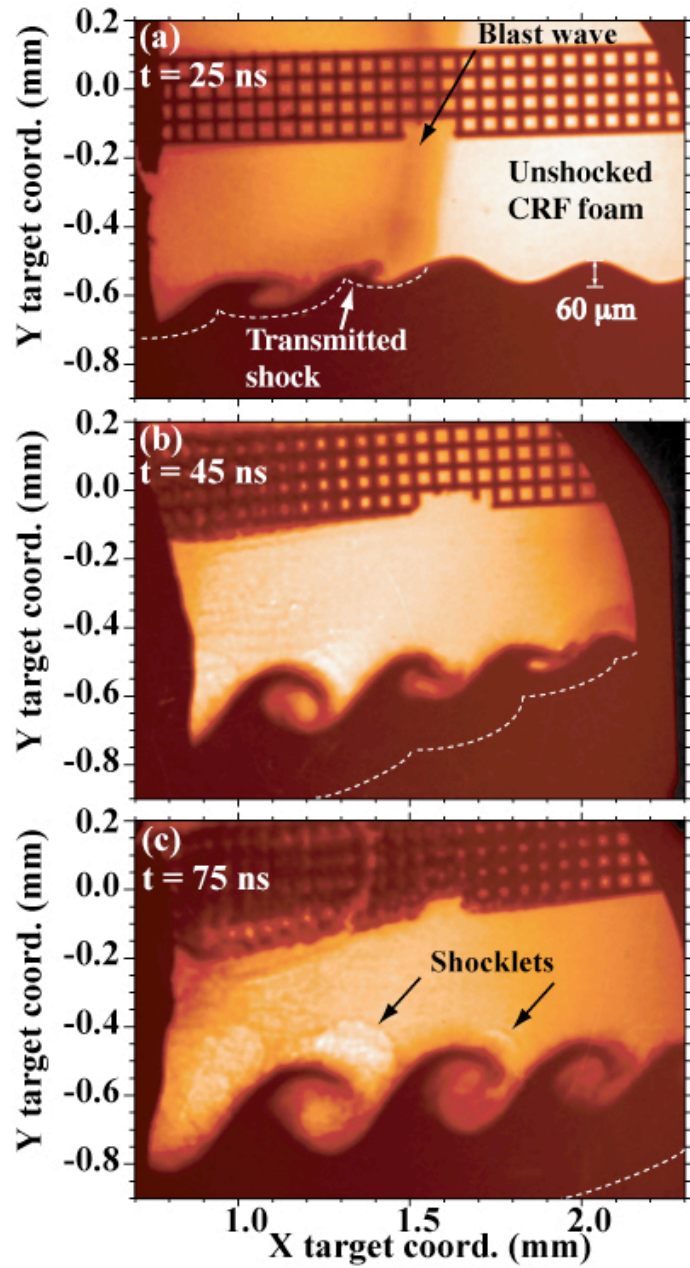 (a)
t = 25 ns
Blast wave
Unshocked
CRF foam
60 μm
Transmitted
shock
Y target coord. (mm)
0.2
0.0
-0.2
-0.4
-0.6
-0.8
(b)
t = 45 ns
Y target coord. (mm)
0.2
0.0
-0.2
-0.4
-0.6
-0.8
(c)
t = 75 ns
Shocklets
Y target coord. (mm)
0.2
0.0
-0.2
-0.4
-0.6
-0.8
1.0 1.5 2.0
X target coord. (mm)